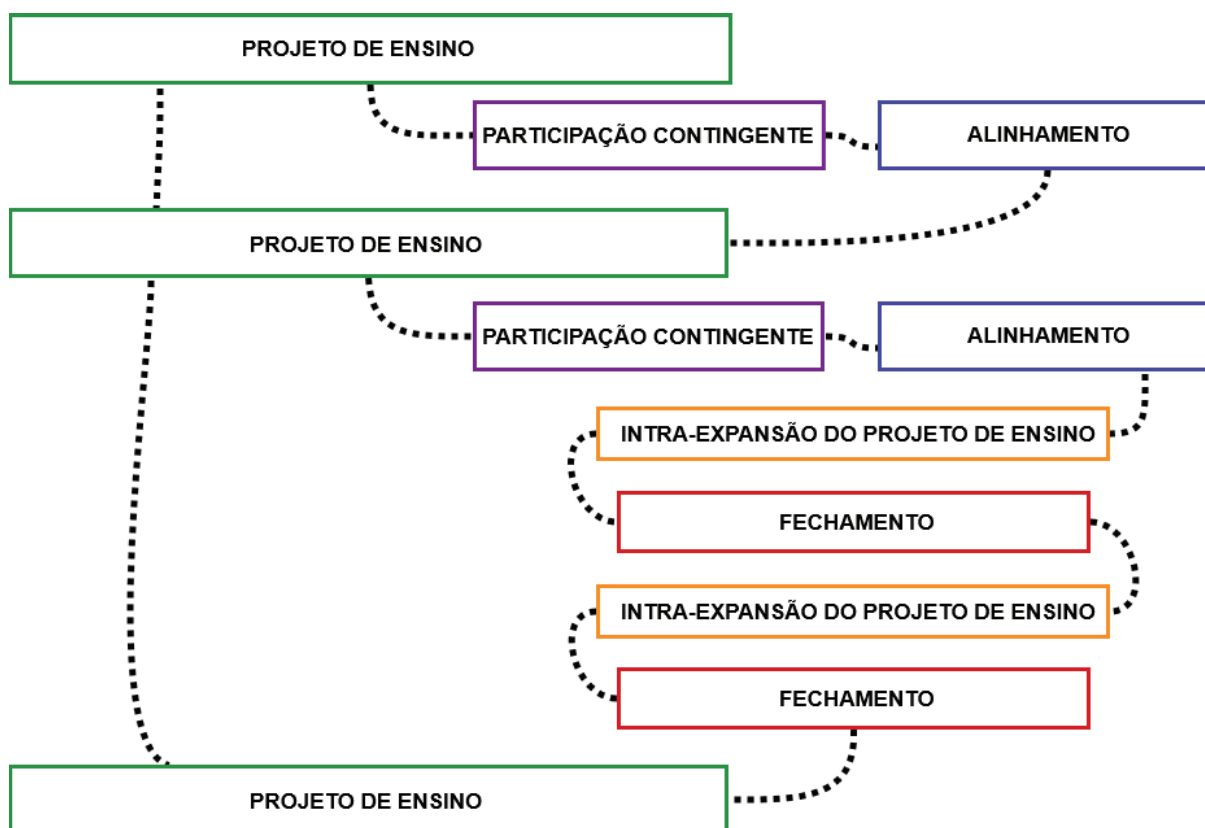 PROJETO DE ENSINO
PARTICIPAÇÃO CONTINGENTE
ALINHAMENTO
PROJETO DE ENSINO
PARTICIPAÇÃO CONTINGENTE
ALINHAMENTO
INTRA-EXPANSÃO DO PROJETO DE ENSINO
FECHAMENTO
INTRA-EXPANSÃO DO PROJETO DE ENSINO
FECHAMENTO
PROJETO DE ENSINO